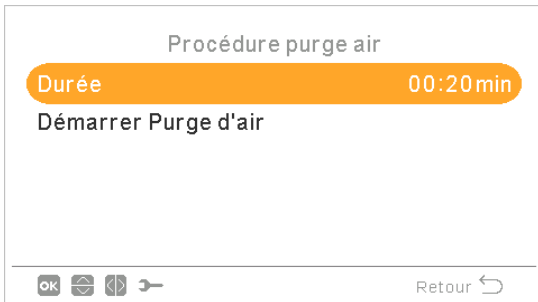 Procédure purge air
Durée 00:20min
Démarrer Purge d'air
OK Retour